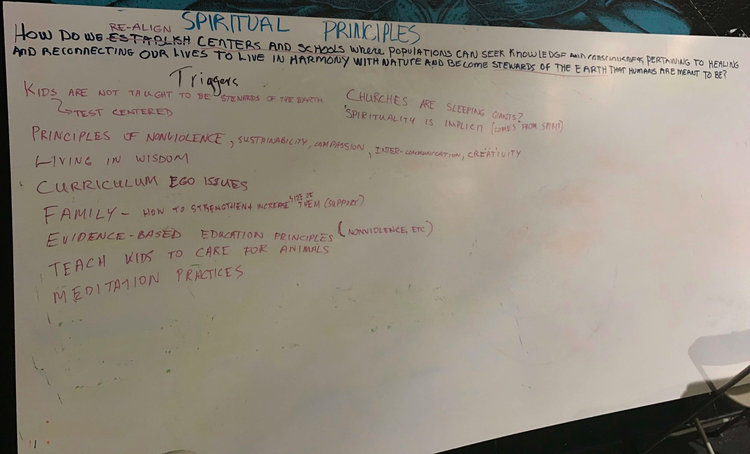 RE-ALIGN SPIRITUAL PRINCIPLES
HOW DO WE ESTABLISH CENTERS AND SCHOOLS WHERE POPULATIONS CAN SEEK KNOWLEDGE AND CONSCIOUSNESS PERTAINING TO HEALING
AND RECONNECTING OUR LIVES TO LIVE IN HARMONY WITH NATURE AND BECOME STEWARDS OF THE EARTH THAT HUMANS ARE MEANT TO BE?
Triggers
KIDS ARE NOT TAUGHT TO BE STEWARDS OF THE EARTH
TEST CENTERED
CHURCHES ARE SLEEPING GIANTS?
SPIRITUALITY IS IMPLICIT (COMES FROM SPIRIT)
PRINCIPLES OF NONVIOLENCE, SUSTAINABILITY, COMPASSION, INTER-COMMUNICATION, CREATIVITY
LIVING IN WISDOM
CURRICULUM EGO ISSUES
FAMILY - HOW TO STRENGTHEN & INCREASE SIZE OF THEM (SUPPORT)
EVIDENCE-BASED EDUCATION PRINCIPLES (NONVIOLENCE, ETC)
TEACH KIDS TO CARE FOR ANIMALS
MEDITATION PRACTICES